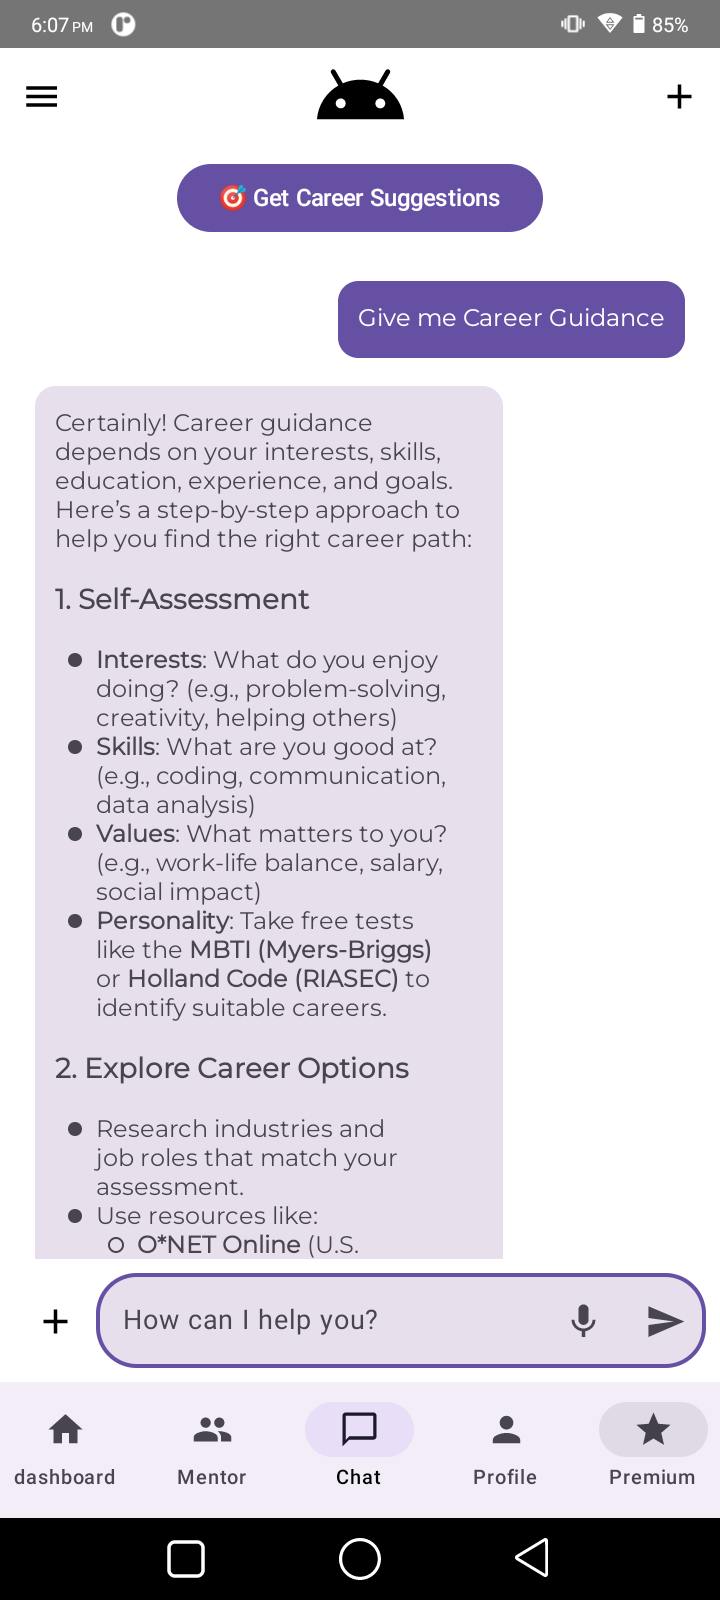 6:07 PM
85%
Get Career Suggestions
Give me Career Guidance
Certainly! Career guidance
depends on your interests, skills,
education, experience, and goals.
Here’s a step-by-step approach to
help you find the right career path:
1. Self-Assessment
Interests: What do you enjoy
doing? (e.g., problem-solving,
creativity, helping others)
Skills: What are you good at?
(e.g., coding, communication,
data analysis)
Values: What matters to you?
(e.g., work-life balance, salary,
social impact)
Personality: Take free tests
like the MBTI (Myers-Briggs)
or Holland Code (RIASEC) to
identify suitable careers.
2. Explore Career Options
Research industries and
job roles that match your
assessment.
Use resources like:
O*NET Online (U.S.
How can I help you?
dashboard
Mentor
Chat
Profile
Premium